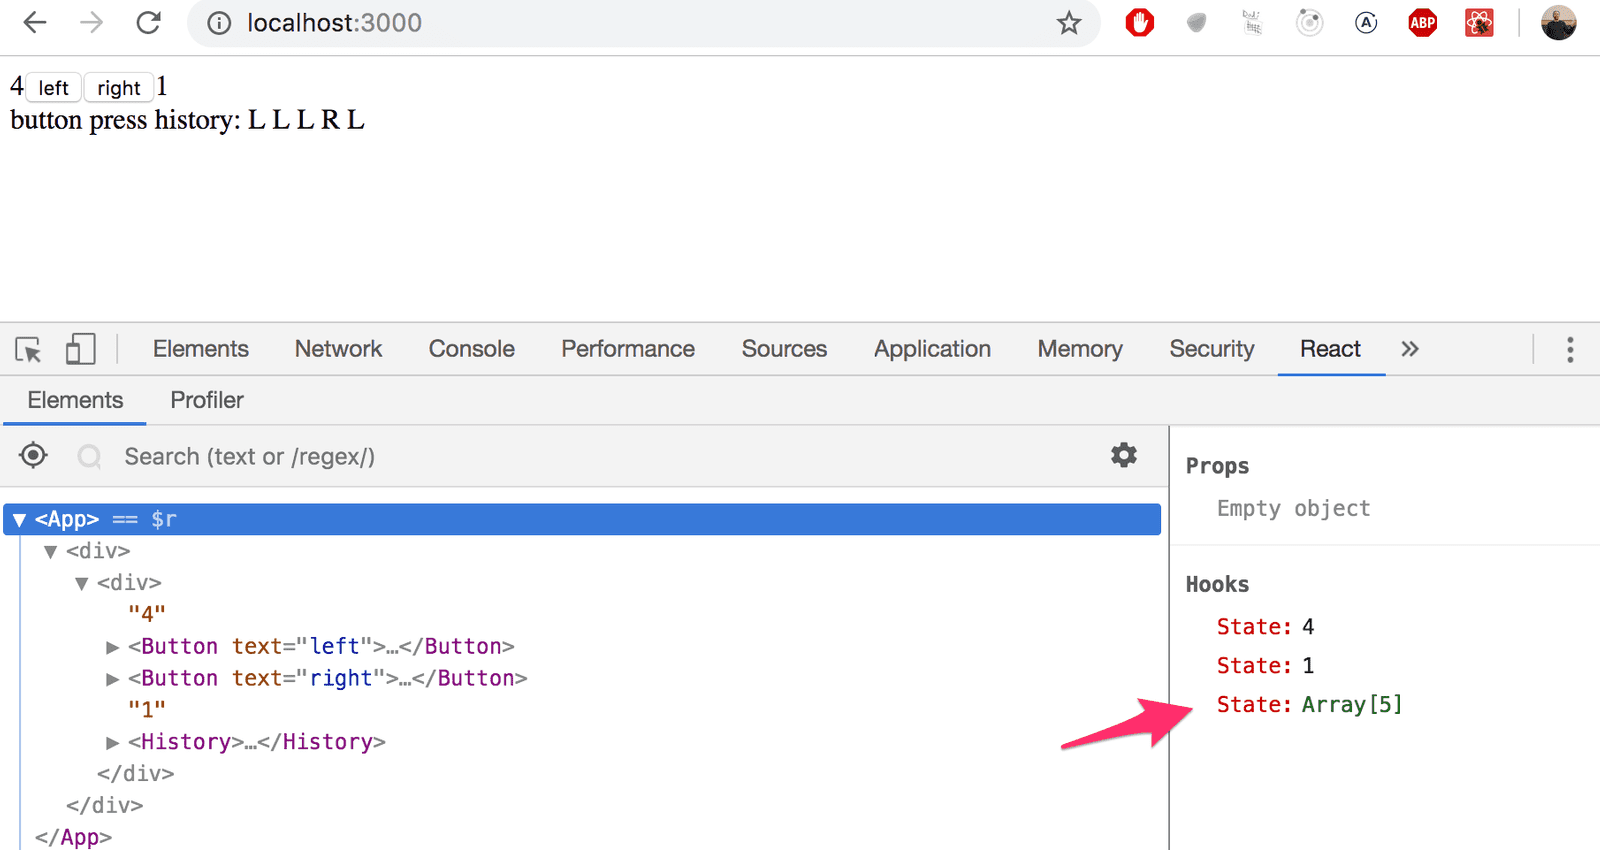 localhost:3000
ABP
4 left right 1
button press history: L L L R L
Elements Network Console Performance Sources Application Memory Security React »
Elements Profiler
Search (text or /regex/)
▼ <App> == $r
▼ <div>
▼ <div>
"4"
▶ <Button text="left">…</Button>
▶ <Button text="right">…</Button>
"1"
▶ <History>…</History>
</div>
</div>
</App>
Props
Empty object
Hooks
State: 4
State: 1
State: Array[5]